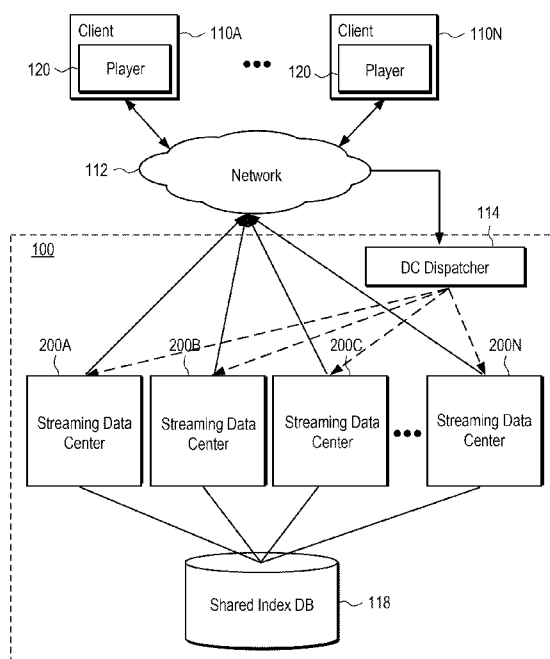 Client
110A
120
Player
Client
110N
120
Player
112
Network
100
114
DC Dispatcher
200A
200B
200C
200N
Streaming Data
Center
Streaming Data
Center
Streaming Data
Center
Streaming Data
Center
Shared Index DB
118